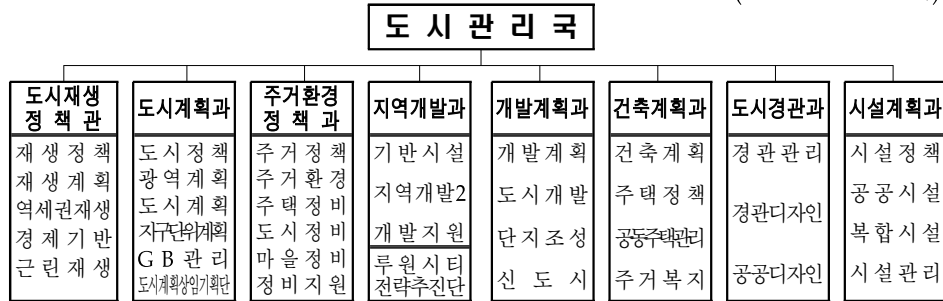 도시관리국
도시재생
정책관
재생정책
재생계획
역세권재생
경제기반
근린재생
도시계획과
도시정책
광역계획
도시계획
지구단위계획
GB관리
도시계획상임기획단
주거환경
정책과
주거정책
주거환경
주택정비
도시정비
마을정비
정비지원
지역개발과
기반시설
지역개발2
개발지원
루원시티
전략추진단
개발계획과
개발계획
도시개발
단지조성
신도시
건축계획과
건축계획
주택정책
공동주택관리
주거복지
도시경관과
경관관리
경관디자인
공공디자인
시설계획과
시설정책
공공시설
복합시설
시설관리